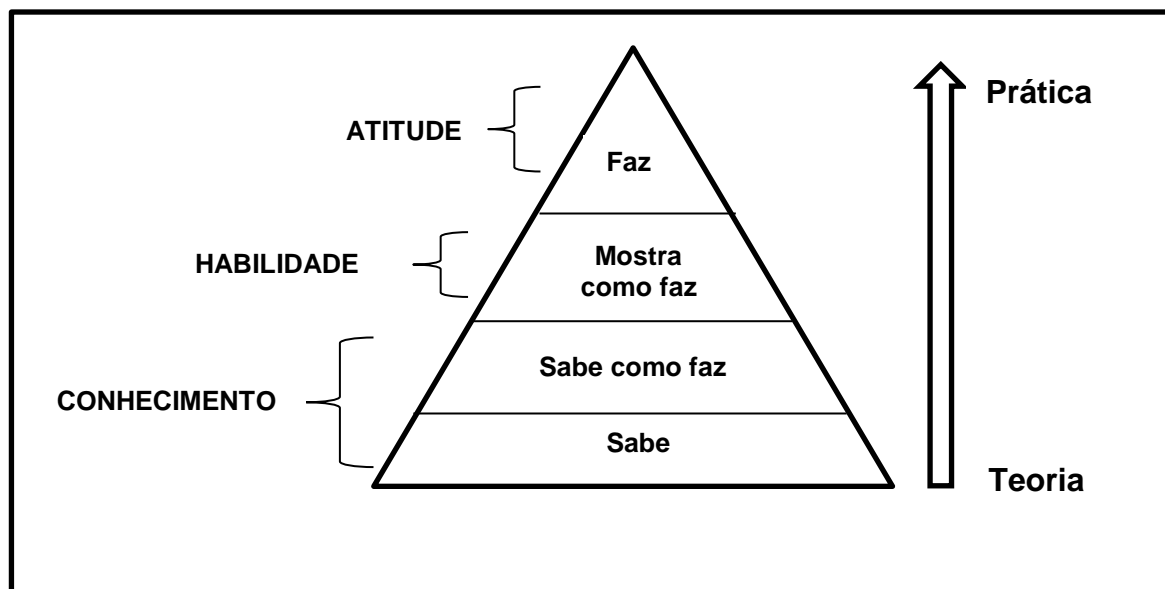 Prática
ATITUDE
Faz
HABILIDADE
Mostra
como faz
Sabe como faz
CONHECIMENTO
Sabe
Teoria